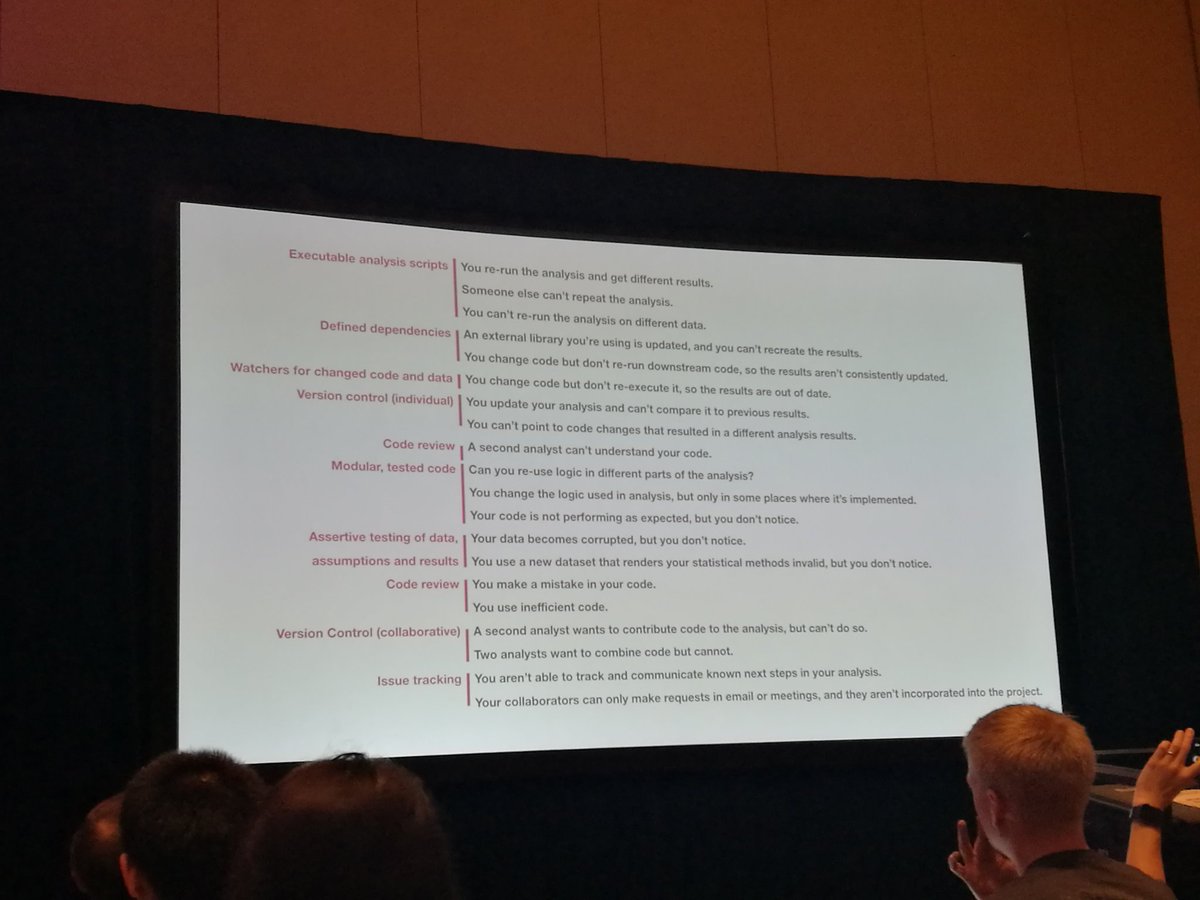 Executable analysis scripts
You re-run the analysis and get different results.
Someone else can't repeat the analysis.
You can't re-run the analysis on different data.
Defined dependencies
An external library you're using is updated, and you can't recreate the results.
You change code but don't re-run downstream code, so the results aren't consistently updated.
Watchers for changed code and data
You change code but don't re-execute it, so the results are out of date.
Version control (individual)
You update your analysis and can't compare it to previous results.
You can't point to code changes that resulted in a different analysis results.
Code review
A second analyst can't understand your code.
Modular, tested code
Can you re-use logic in different parts of the analysis?
You change the logic used in analysis, but only in some places where it's implemented.
Your code is not performing as expected, but you don't notice.
Assertive testing of data,
assumptions and results
Your data becomes corrupted, but you don't notice.
You use a new dataset that renders your statistical methods invalid, but you don't notice.
Code review
You make a mistake in your code.
You use inefficient code.
Version Control (collaborative)
A second analyst wants to contribute code to the analysis, but can't do so.
Two analysts want to combine code but cannot.
Issue tracking
You aren't able to track and communicate known next steps in your analysis.
Your collaborators can only make requests in email or meetings, and they aren't incorporated into the project.